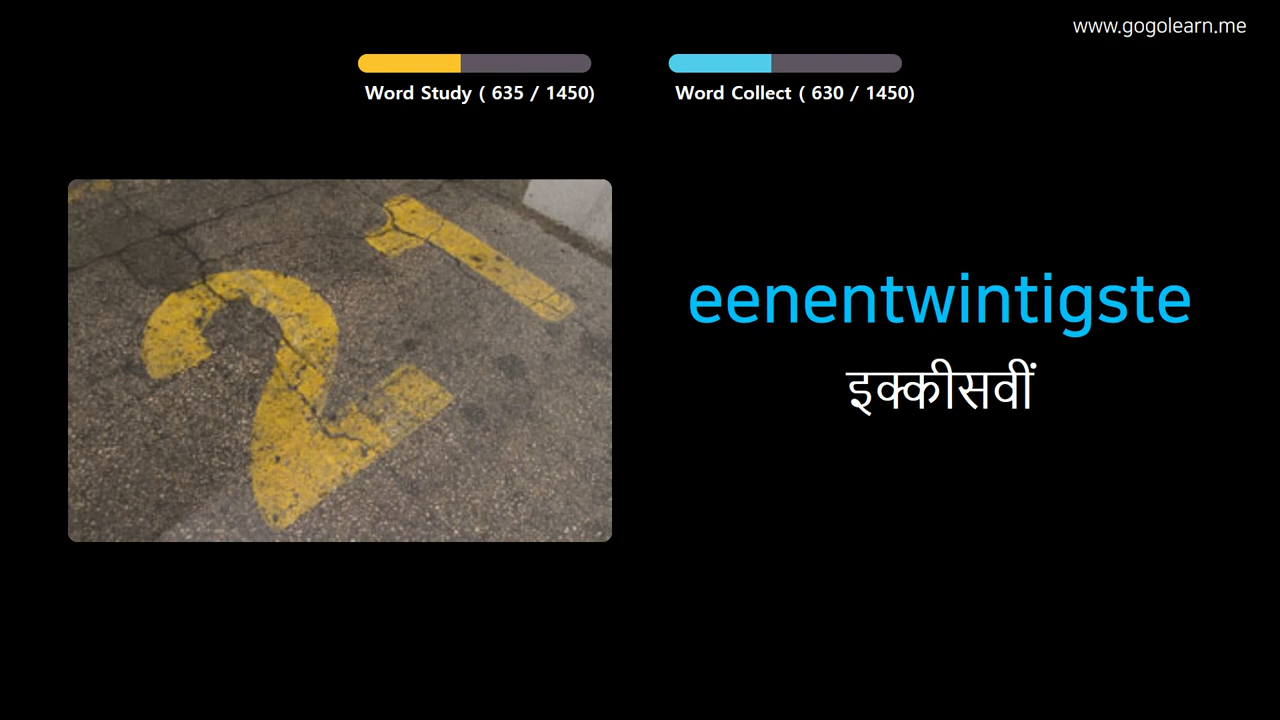 www.gogolearn.me
Word Study ( 635 / 1450)
Word Collect ( 630 / 1450)
21
eenentwintigste
इक्कीसवीं